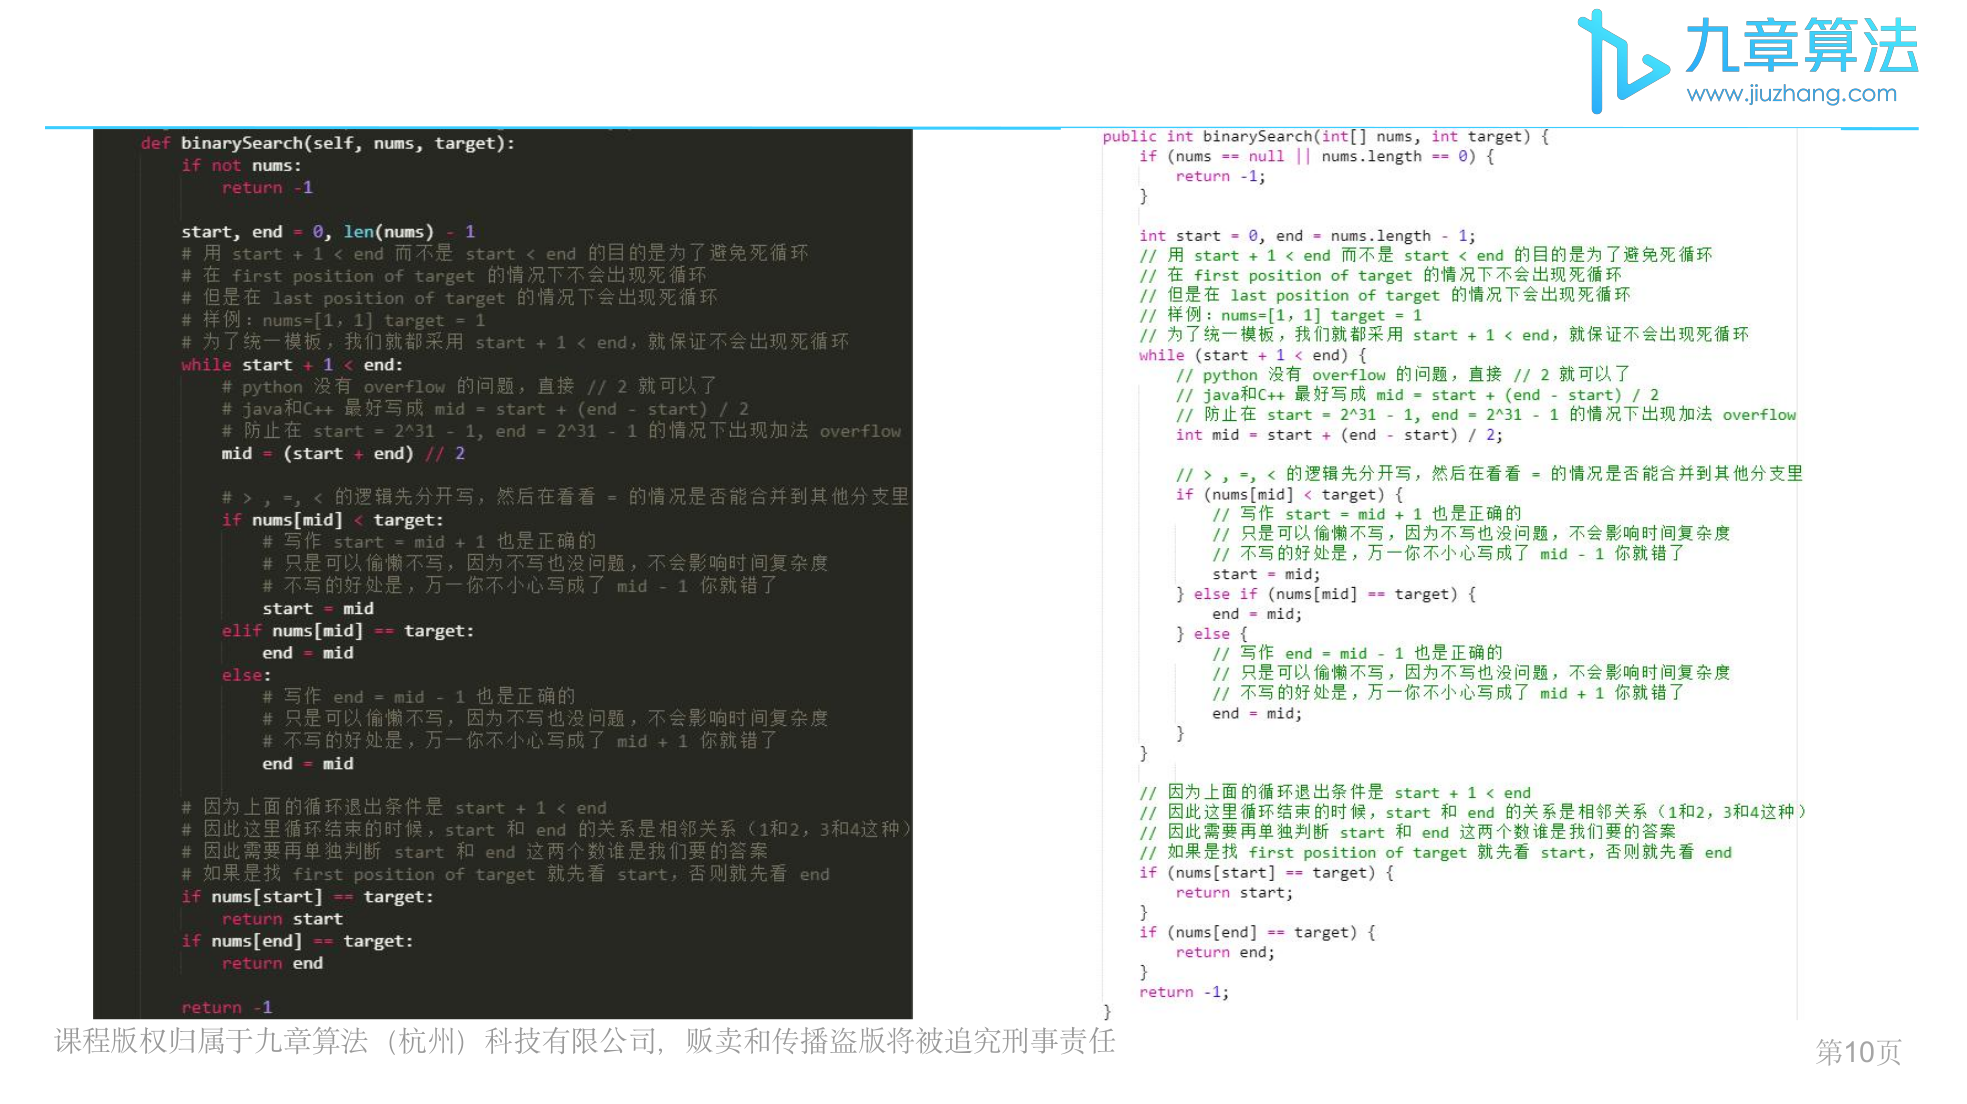 九章算法
www.jiuzhang.com
def binarySearch(self, nums, target):
if not nums:
return -1
start, end = 0, len(nums) - 1
# 用 start + 1 < end 而不是 start < end 的目的是为了避免死循环
# 在 first position of target 的情况下不会出现死循环
# 但是在 last position of target 的情况下会出现死循环
# 样例：nums=[1，1] target = 1
# 为了统一模板，我们就都采用 start + 1 < end，就保证不会出现死循环
while start + 1 < end:
# python 没有 overflow 的问题，直接 // 2 就可以了
# java和C++ 最好写成 mid = start + (end - start) / 2
# 防止在 start = 2^31 - 1, end = 2^31 - 1 的情况下出现加法 overflow
mid = (start + end) // 2
# > , =, < 的逻辑先分开写，然后在看看 = 的情况是否能合并到其他分支里
if nums[mid] < target:
# 写作 start = mid + 1 也是正确的
# 只是可以偷懒不写，因为不写也没问题，不会影响时间复杂度
# 不写的好处是，万一你不小心写成了 mid - 1 你就错了
start = mid
elif nums[mid] == target:
end = mid
else:
# 写作 end = mid - 1 也是正确的
# 只是可以偷懒不写，因为不写也没问题，不会影响时间复杂度
# 不写的好处是，万一你不小心写成了 mid + 1 你就错了
end = mid
# 因为上面的循环退出条件是 start + 1 < end
# 因此这里循环结束的时候，start 和 end 的关系是相邻关系（1和2，3和4这种）
# 因此需要再单独判断 start 和 end 这两个数谁是我们要的答案
# 如果是找 first position of target 就先看 start，否则就先看 end
if nums[start] == target:
return start
if nums[end] == target:
return end
return -1
public int binarySearch(int[] nums, int target) {
if (nums == null || nums.length == 0) {
return -1;
}
int start = 0, end = nums.length - 1;
// 用 start + 1 < end 而不是 start < end 的目的是为了避免死循环
// 在 first position of target 的情况下不会出现死循环
// 但是在 last position of target 的情况下会出现死循环
// 样例：nums=[1，1] target = 1
// 为了统一模板，我们就都采用 start + 1 < end，就保证不会出现死循环
while (start + 1 < end) {
// python 没有 overflow 的问题，直接 // 2 就可以了
// java和C++ 最好写成 mid = start + (end - start) / 2
// 防止在 start = 2^31 - 1, end = 2^31 - 1 的情况下出现加法 overflow
int mid = start + (end - start) / 2;
// > , =, < 的逻辑先分开写，然后在看看 = 的情况是否能合并到其他分支里
if (nums[mid] < target) {
// 写作 start = mid + 1 也是正确的
// 只是可以偷懒不写，因为不写也没问题，不会影响时间复杂度
// 不写的好处是，万一你不小心写成了 mid - 1 你就错了
start = mid;
} else if (nums[mid] == target) {
end = mid;
} else {
// 写作 end = mid - 1 也是正确的
// 只是可以偷懒不写，因为不写也没问题，不会影响时间复杂度
// 不写的好处是，万一你不小心写成了 mid + 1 你就错了
end = mid;
}
}
// 因为上面的循环退出条件是 start + 1 < end
// 因此这里循环结束的时候，start 和 end 的关系是相邻关系（1和2，3和4这种）
// 因此需要再单独判断 start 和 end 这两个数谁是我们要的答案
// 如果是找 first position of target 就先看 start，否则就先看 end
if (nums[start] == target) {
return start;
}
if (nums[end] == target) {
return end;
}
return -1;
}
课程版权归属于九章算法（杭州）科技有限公司，贩卖和传播盗版将被追究刑事责任
第10页